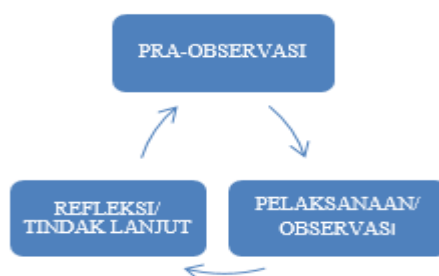 PRA-OBSERVASI
PELAKSANAAN/
OBSERVASI
REFLEKSI/
TINDAK LANJUT